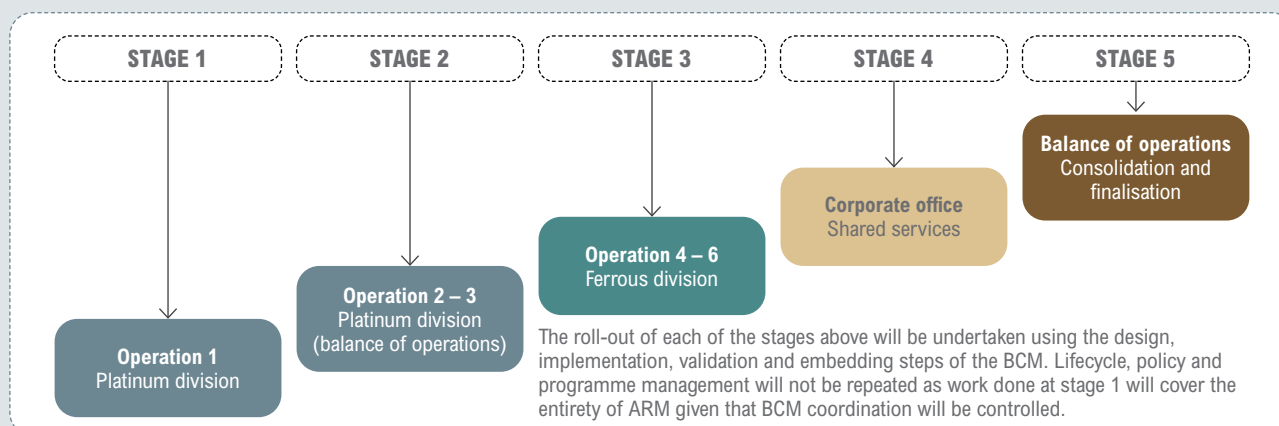 STAGE 1
STAGE 2
STAGE 3
STAGE 4
STAGE 5
Operation 1
Platinum division
Operation 2 – 3
Platinum division
(balance of operations)
Operation 4 – 6
Ferrous division
Corporate office
Shared services
Balance of operations
Consolidation and
finalisation
The roll-out of each of the stages above will be undertaken using the design,
implementation, validation and embedding steps of the BCM. Lifecycle, policy and
programme management will not be repeated as work done at stage 1 will cover the
entirety of ARM given that BCM coordination will be controlled.